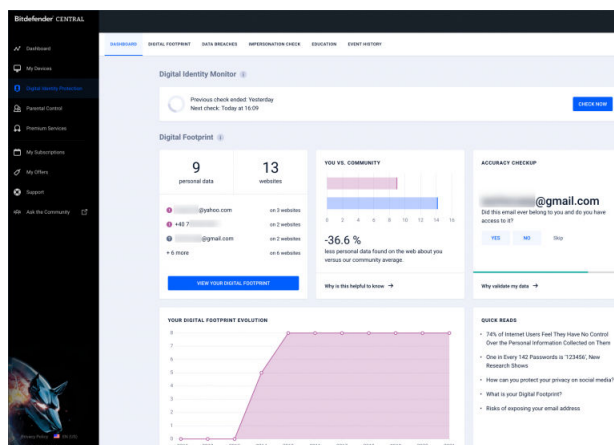 Bitdefender CENTRAL
Dashboard
My Devices
Digital Identity Protection
Parental Control
Premium Services
My Subscriptions
My Offers
Support
Ask the Community
Privacy Policy
DASHBOARD DIGITAL FOOTPRINT DATA BREACHES IMPERSONATION CHECK EDUCATION EVENT HISTORY
Digital Identity Monitor
Previous check ended: Yesterday
Next check: Today at 16:09
CHECK NOW
Digital Footprint
9
personal data
13
websites
@yahoo.com on 3 websites
+40 7 on 2 websites
@gmail.com on 2 websites
+ 6 more on 6 websites
VIEW YOUR DIGITAL FOOTPRINT
YOU VS. COMMUNITY
0 2 4 6 8 10 12 14 16
-36.6 %
less personal data found on the web about you
versus our community average.
Why is this helpful to know
ACCURACY CHECKUP
@gmail.com
Did this email ever belong to you and do you have
access to it?
YES NO Skip
Why validate my data
YOUR DIGITAL FOOTPRINT EVOLUTION
9
8
7
6
5
4
3
2
1
0
QUICK READS
74% of Internet Users Feel They Have No Control
Over the Personal Information Collected on Them
One in Every 142 Passwords is '123456', New
Research Shows
How can you protect your privacy on social media?
What is your Digital Footprint?
Risks of exposing your email address